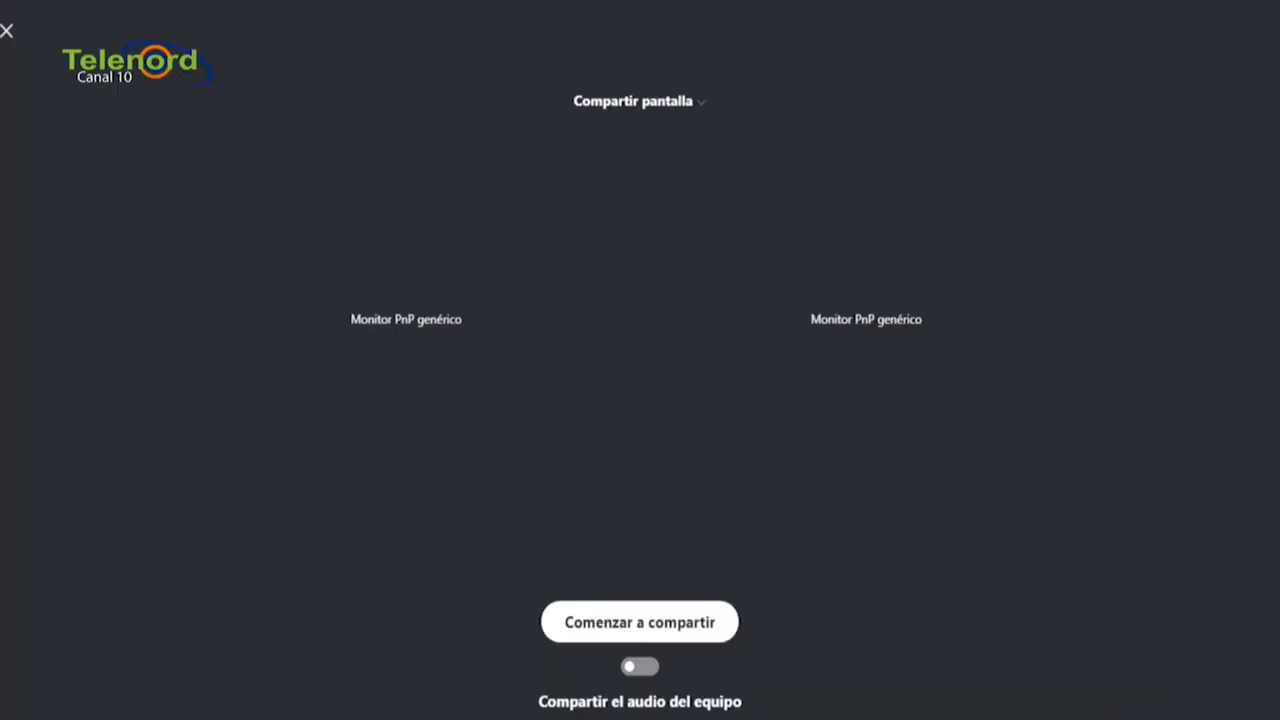 Telenord
Canal 10
Compartir pantalla
Monitor PnP genérico
Monitor PnP genérico
Comenzar a compartir
Compartir el audio del equipo